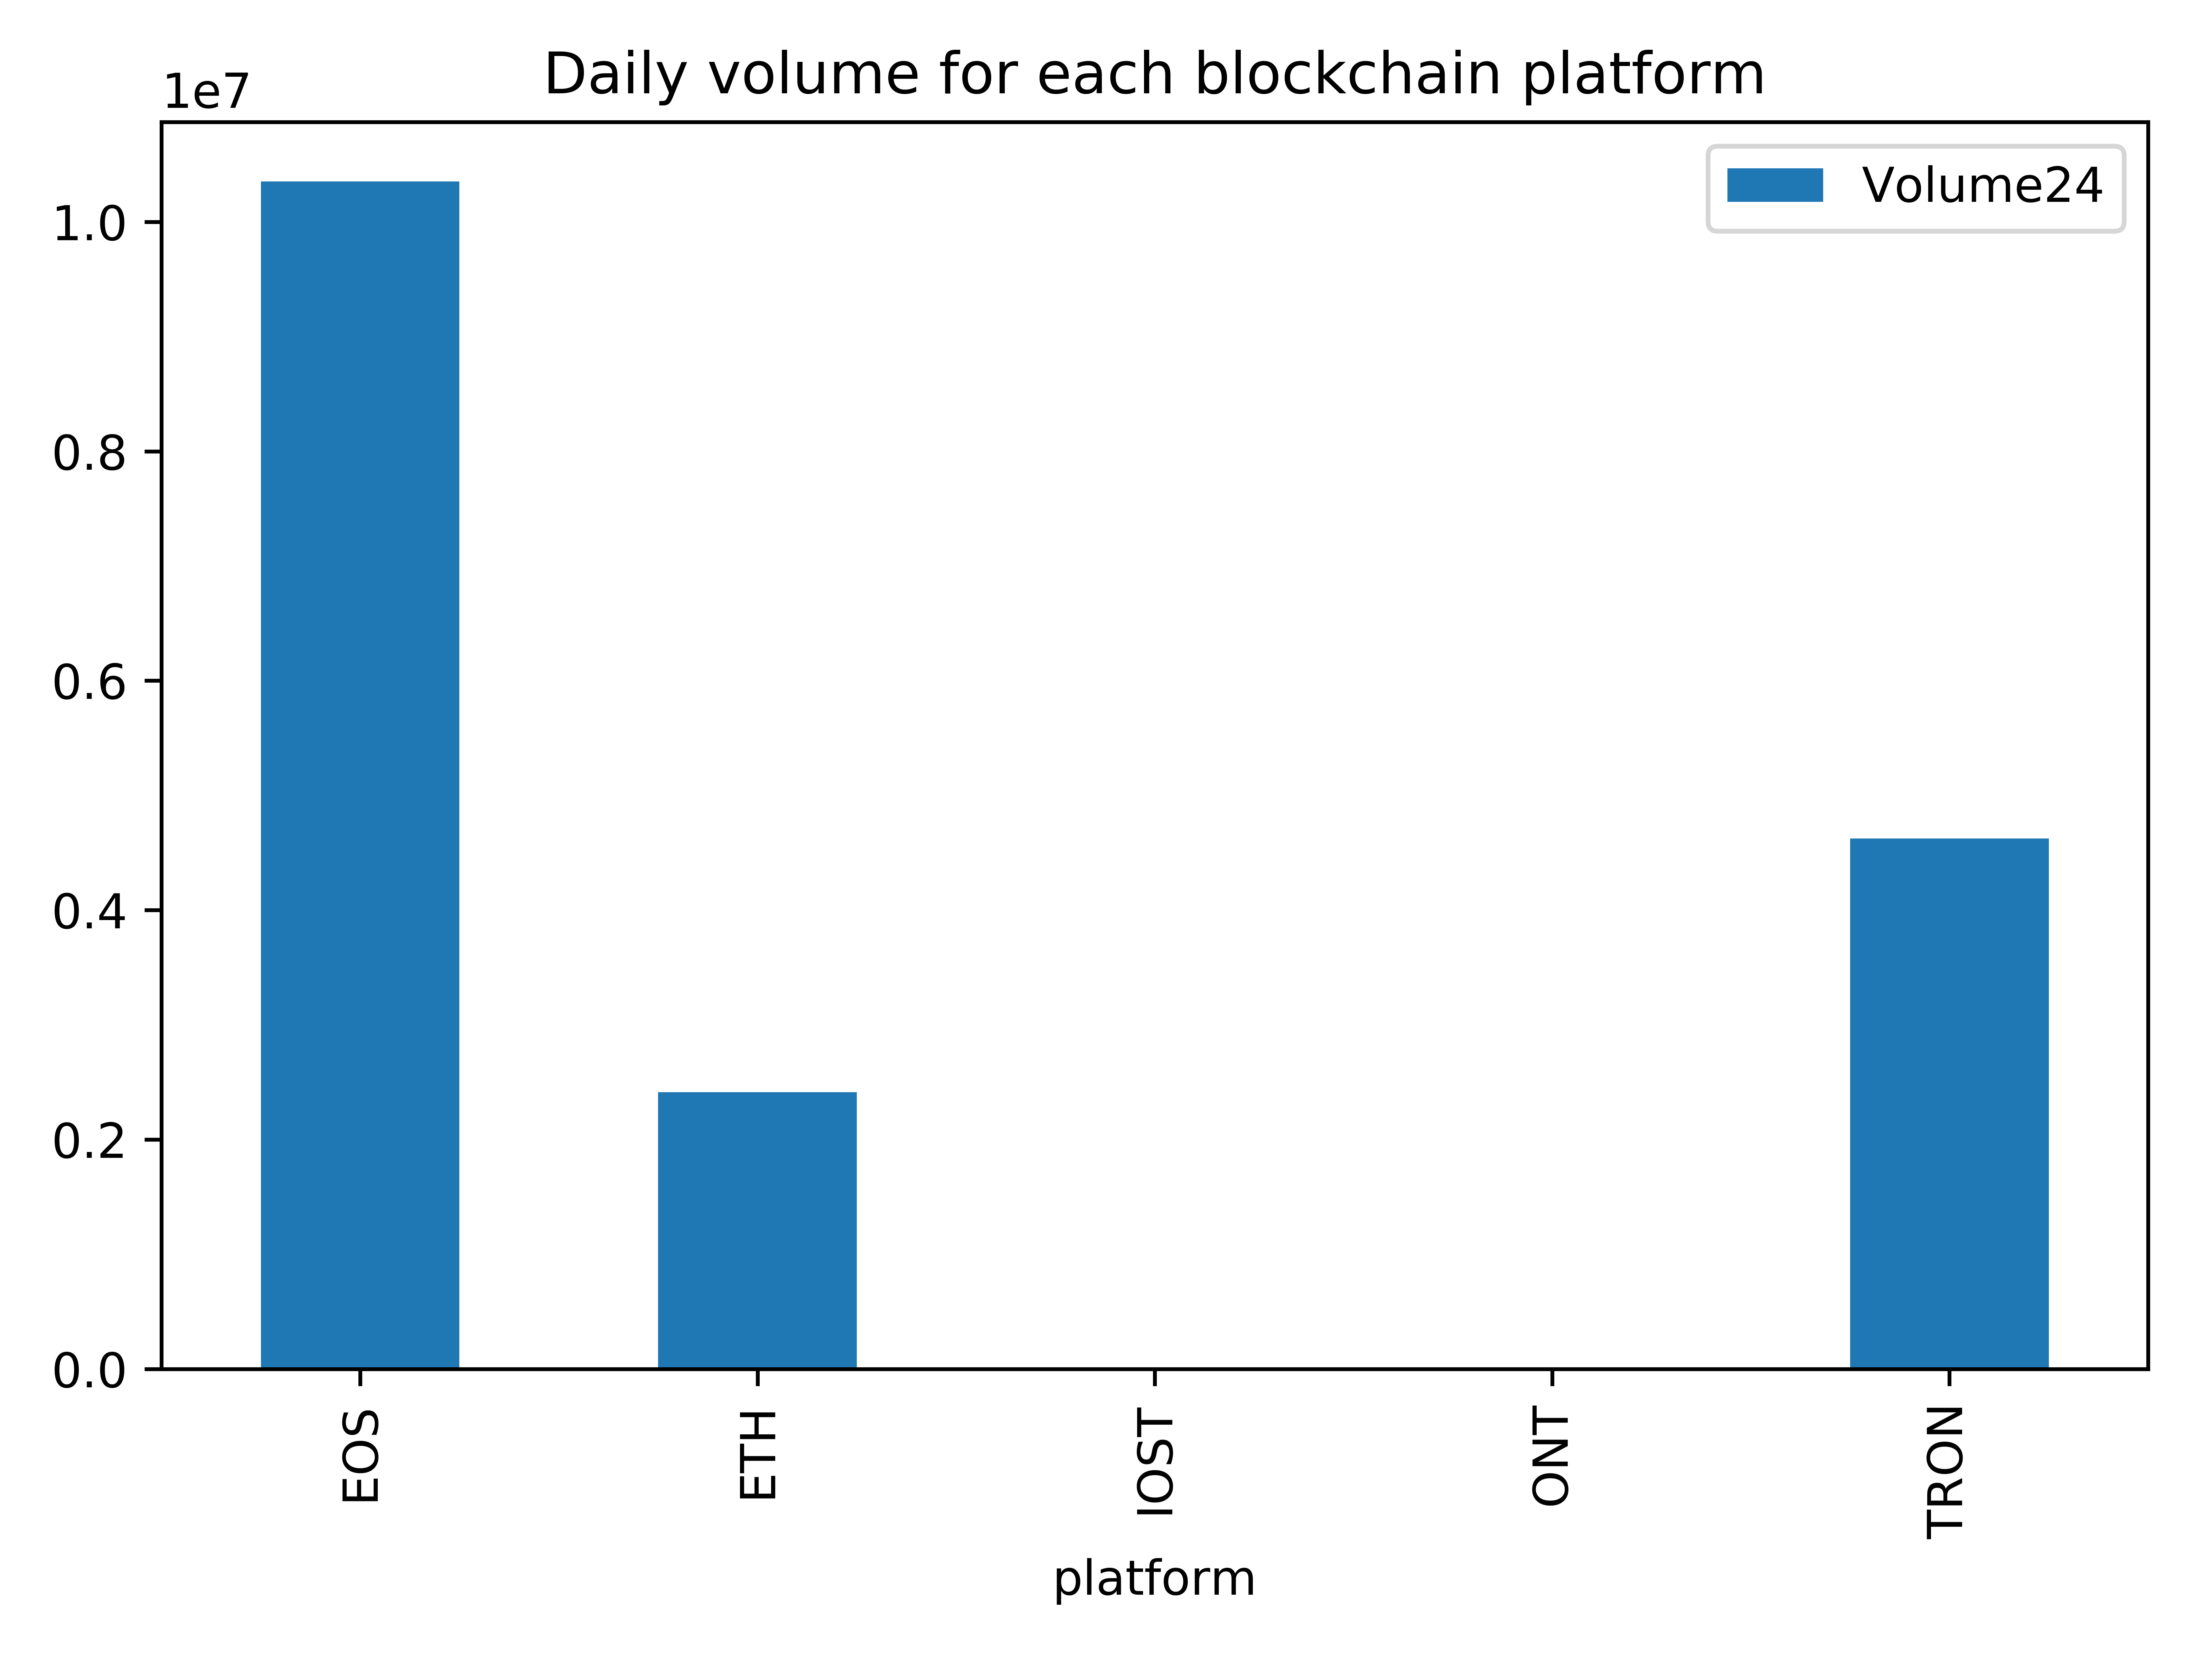 Daily volume for each blockchain platform
1e7
Volume24
1.0
0.8
0.6
0.4
0.2
0.0
EOS
ETH
IOST
ONT
TRON
platform